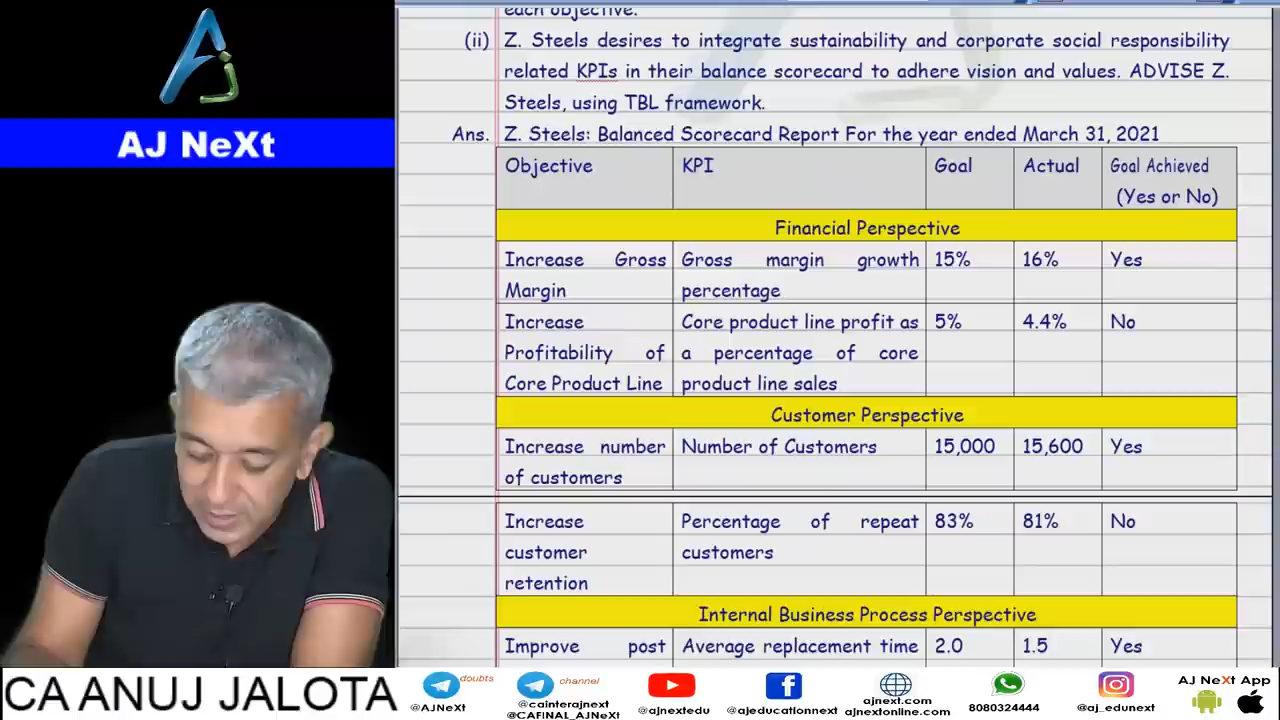 each objective.
(ii) Z. Steels desires to integrate sustainability and corporate social responsibility
related KPIs in their balance scorecard to adhere vision and values. ADVISE Z.
Steels, using TBL framework.
Ans. Z. Steels: Balanced Scorecard Report For the year ended March 31, 2021
Objective KPI Goal Actual Goal Achieved
(Yes or No)
Financial Perspective
Increase Gross Gross margin growth 15% 16% Yes
Margin percentage
Increase Core product line profit as 5% 4.4% No
Profitability of a percentage of core
Core Product Line product line sales
Customer Perspective
Increase number Number of Customers 15,000 15,600 Yes
of customers
Increase Percentage of repeat 83% 81% No
customer customers
retention
Internal Business Process Perspective
Improve post Average replacement time 2.0 1.5 Yes
AJ
AJ NeXt
CA ANUJ JALOTA
doubts
@AJNeXt
channel
@cainterajnext
@CAFINAL_AJNeXt
@ajnextedu
@ajeducationnext
ajnext.com
ajnextonline.com
8080324444
@aj_edunext
AJ NeXt App